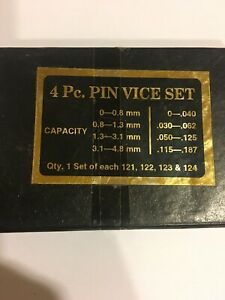 4 Pc. PIN VICE SET
0—0.8 mm 0—.040
0.8—1.3 mm .030—.062
CAPACITY
1.3—3.1 mm .050—.125
3.1—4.8 mm .115—.187
Qty, 1 Set of each 121, 122, 123 & 124